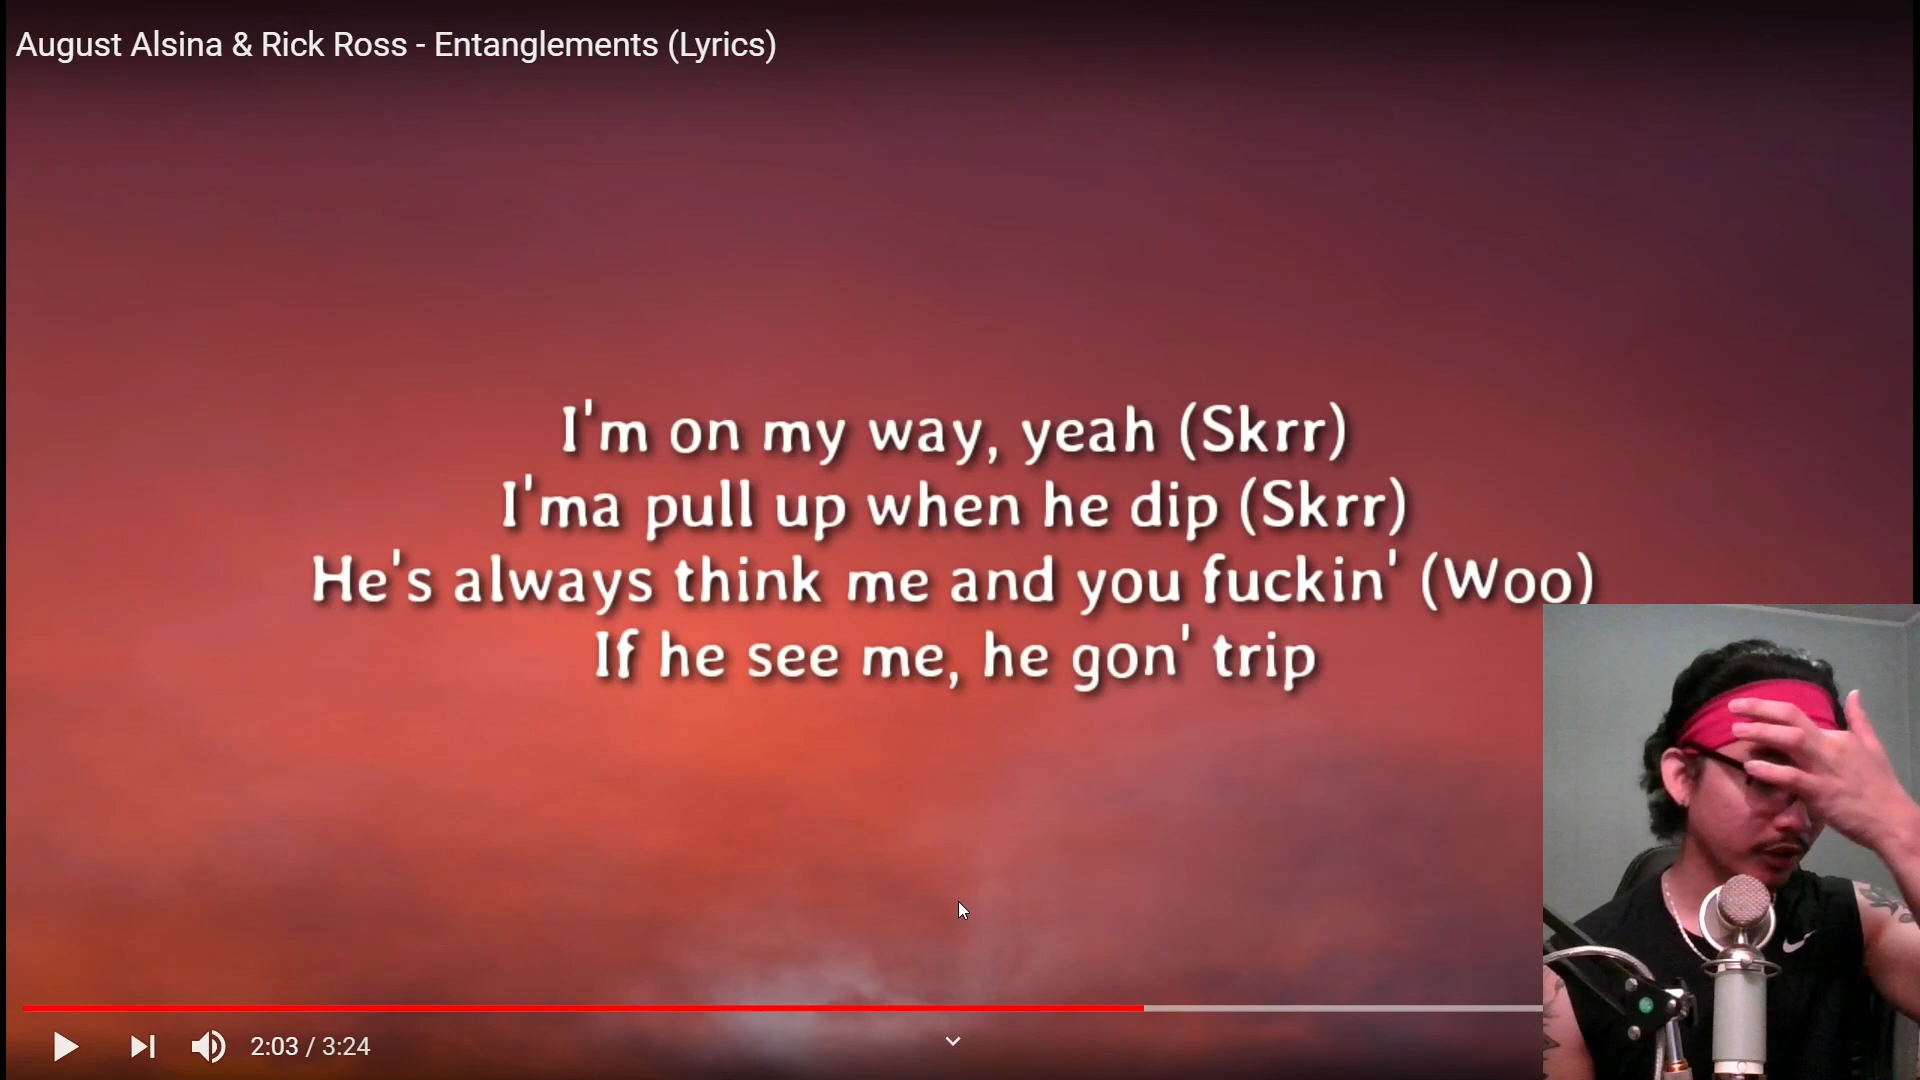 August Alsina & Rick Ross - Entanglements (Lyrics)
I'm on my way, yeah (Skrr)
I'ma pull up when he dip (Skrr)
He's always think me and you fuckin' (Woo)
If he see me, he gon' trip
2:03 / 3:24